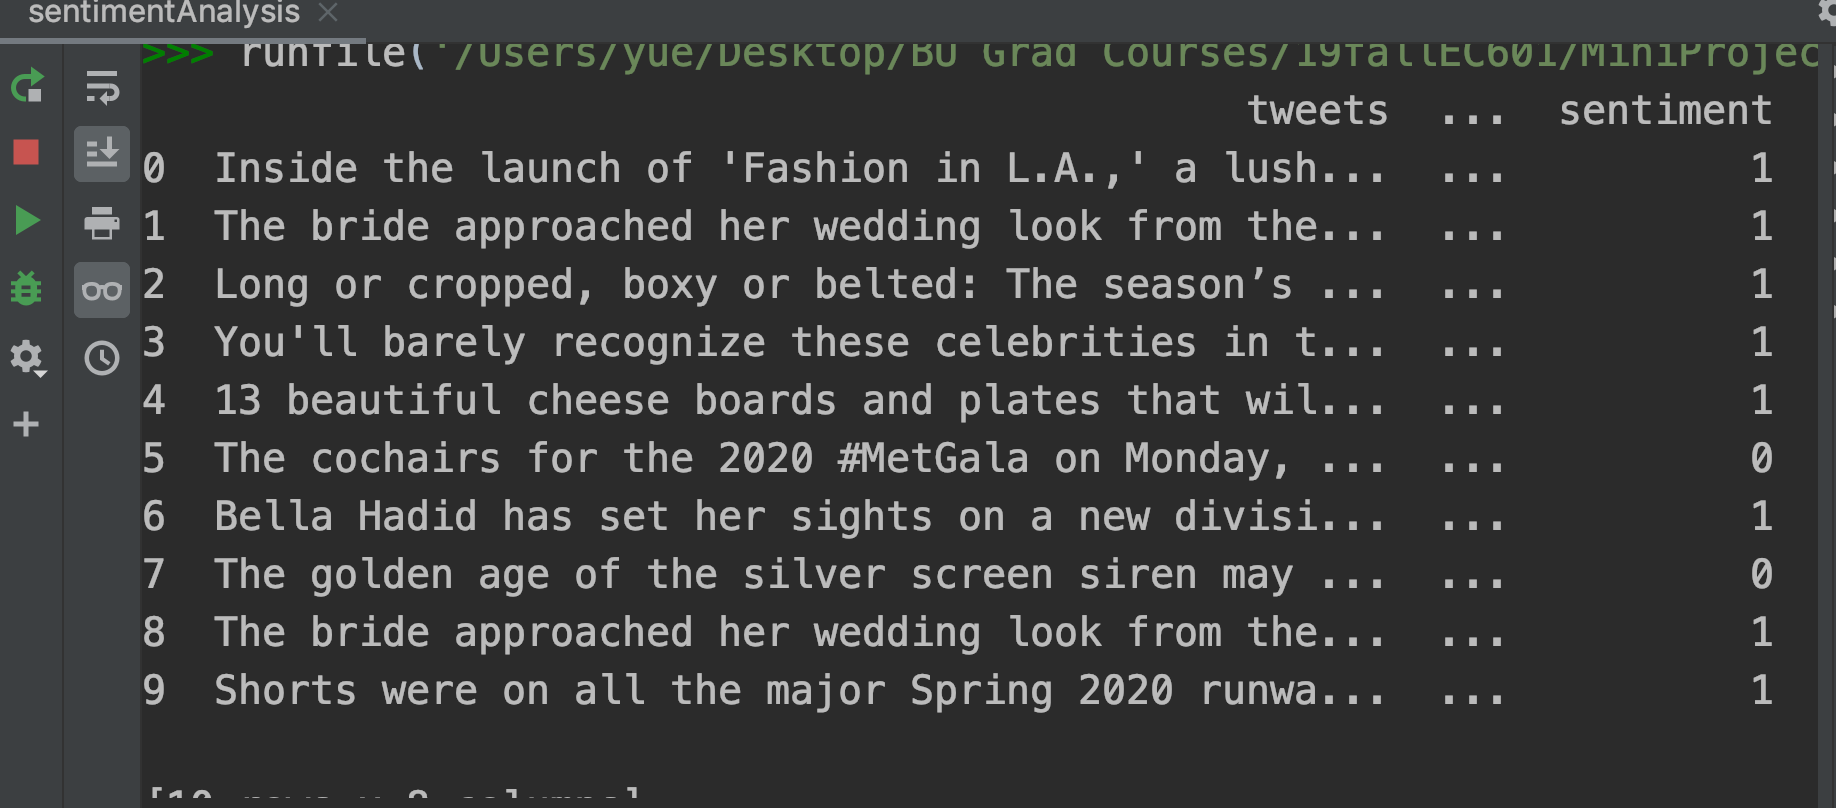 sentimentAnalysis
>>> runfile('/Users/yue/Desktop/BU Grad Courses/19fallEC601/MiniProjec
tweets ... sentiment
0 Inside the launch of 'Fashion in L.A.,' a lush... ... 1
1 The bride approached her wedding look from the... ... 1
2 Long or cropped, boxy or belted: The season’s ... ... 1
3 You'll barely recognize these celebrities in t... ... 1
4 13 beautiful cheese boards and plates that wil... ... 1
5 The cochairs for the 2020 #MetGala on Monday, ... ... 0
6 Bella Hadid has set her sights on a new divisi... ... 1
7 The golden age of the silver screen siren may ... ... 0
8 The bride approached her wedding look from the... ... 1
9 Shorts were on all the major Spring 2020 runwa... ... 1
[10 rows x 8 columns]